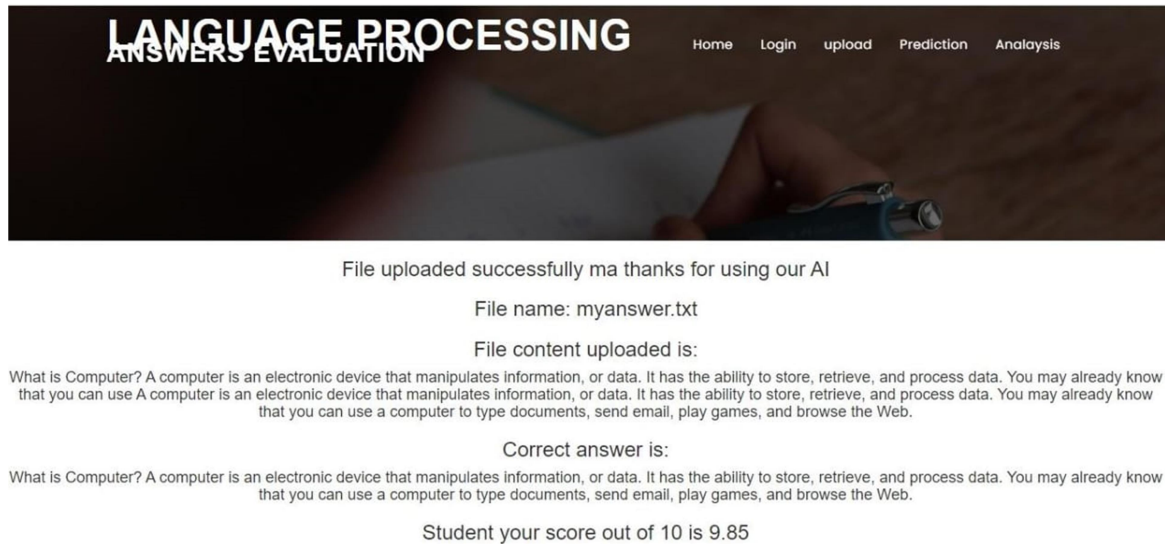 LANGUAGE PROCESSING
ANSWERS EVALUATION
Home Login upload Prediction Analaysis
File uploaded successfully ma thanks for using our AI
File name: myanswer.txt
File content uploaded is:
What is Computer? A computer is an electronic device that manipulates information, or data. It has the ability to store, retrieve, and process data. You may already know
that you can use A computer is an electronic device that manipulates information, or data. It has the ability to store, retrieve, and process data. You may already know
that you can use a computer to type documents, send email, play games, and browse the Web.
Correct answer is:
What is Computer? A computer is an electronic device that manipulates information, or data. It has the ability to store, retrieve, and process data. You may already know
that you can use a computer to type documents, send email, play games, and browse the Web.
Student your score out of 10 is 9.85